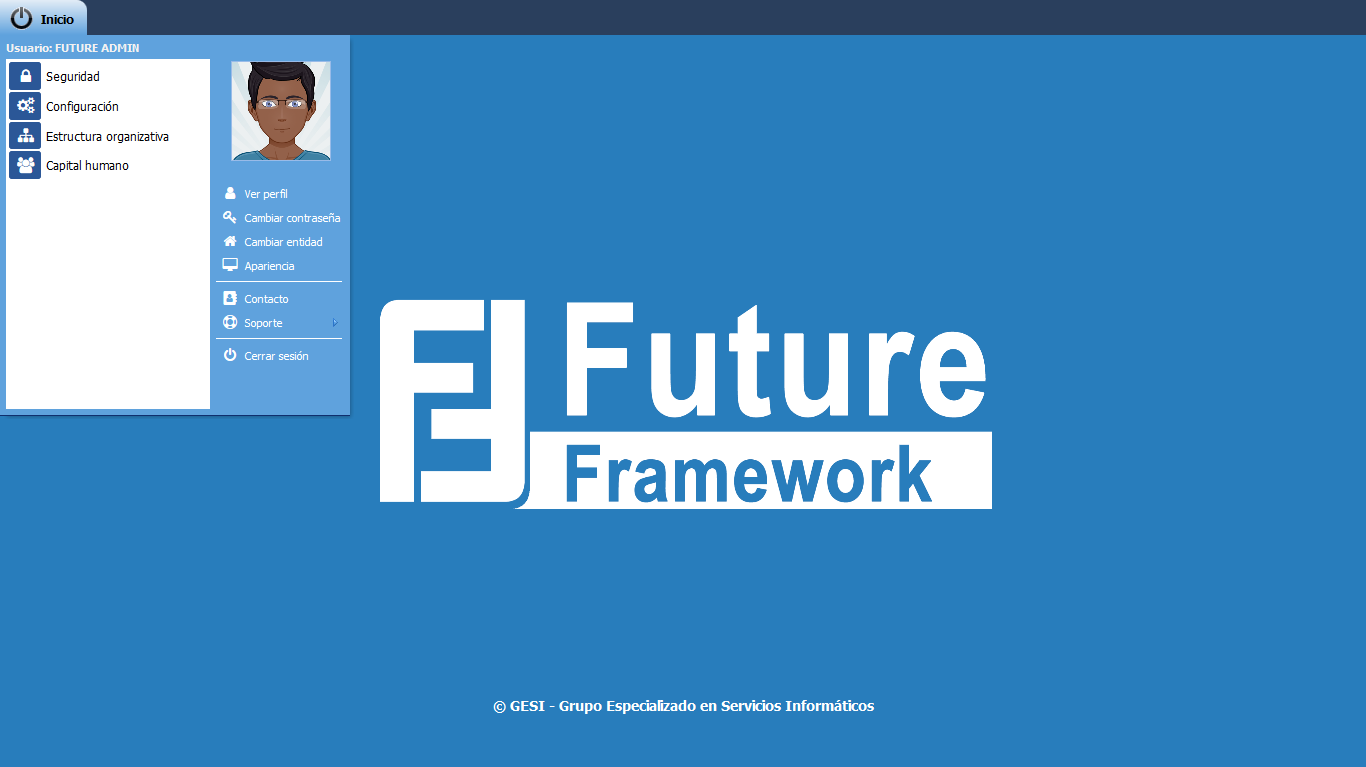 Inicio
Usuario: FUTURE ADMIN
Seguridad
Configuración
Estructura organizativa
Capital humano
Ver perfil
Cambiar contraseña
Cambiar entidad
Apariencia
Contacto
Soporte
Cerrar sesión
Future
Framework
© GESI - Grupo Especializado en Servicios Informáticos